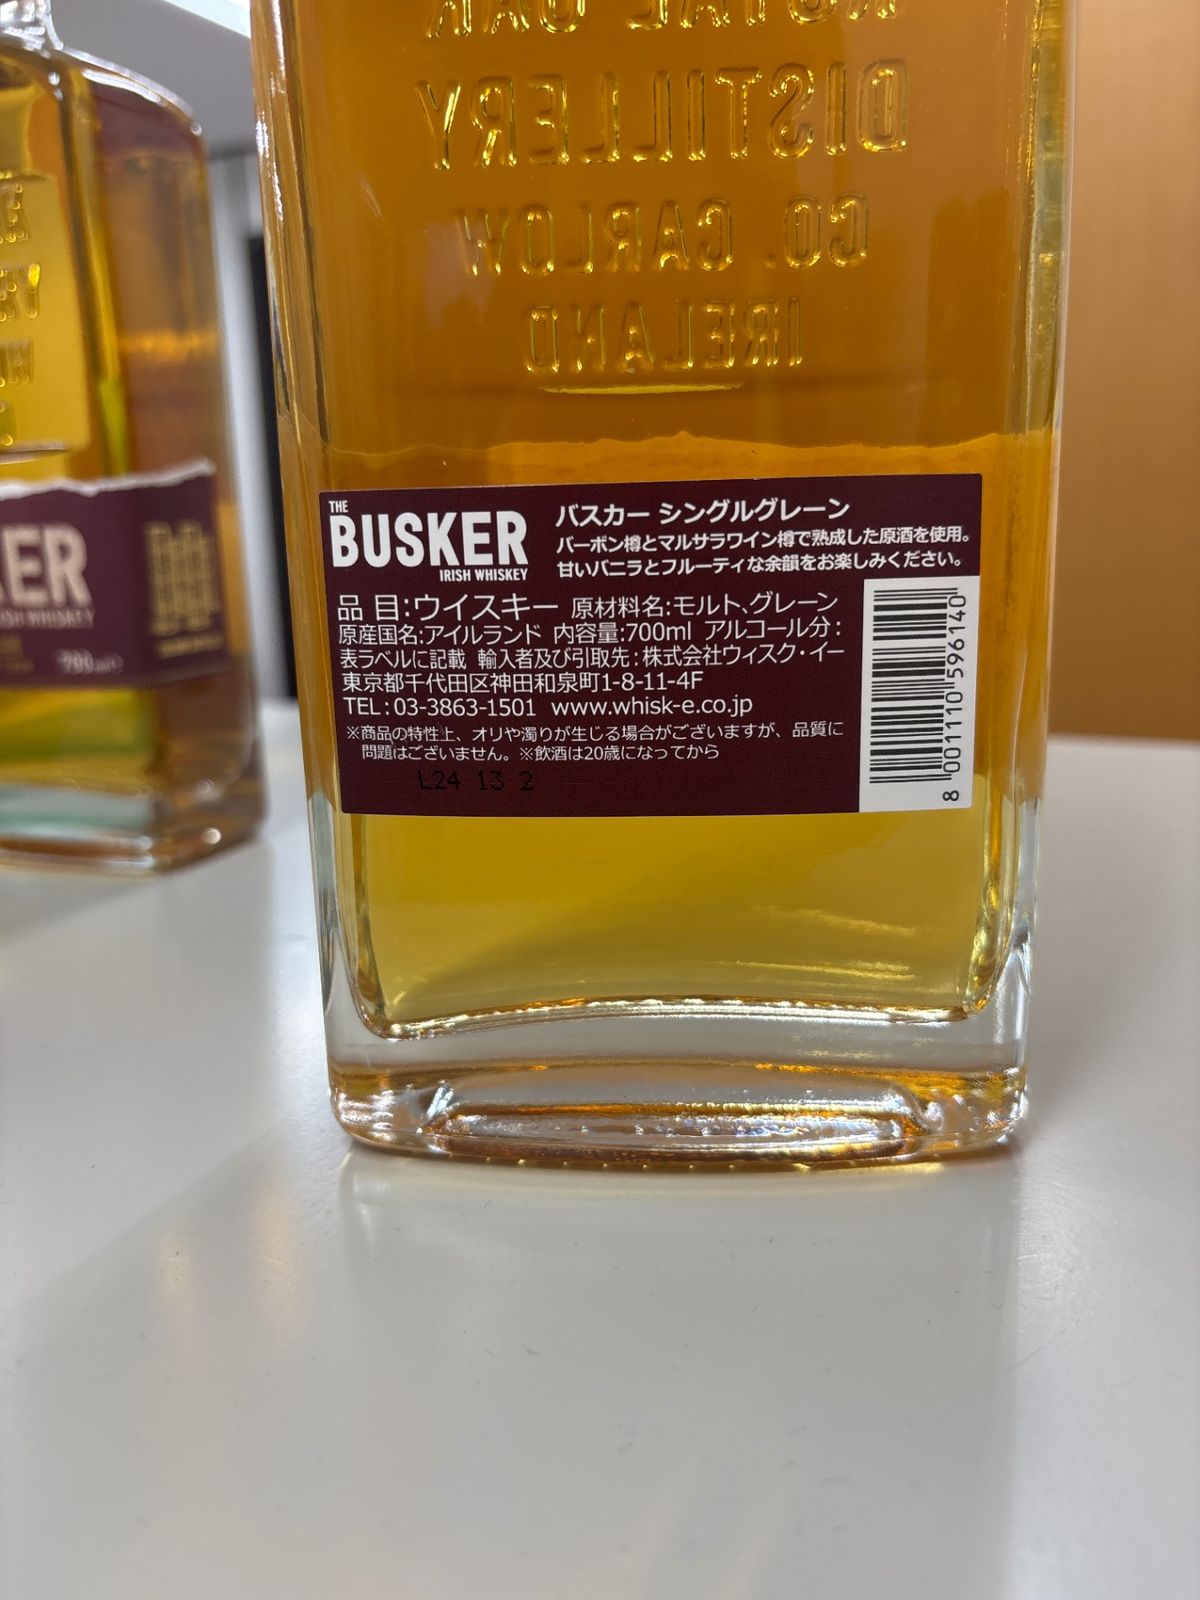 ROYAL OAK
DISTILLERY
CO. CARLOW
IRELAND
THE
BUSKER
IRISH WHISKEY
バスカー シングルグレーン
バーボン樽とマルサラワイン樽で熟成した原酒を使用。
甘いバニラとフルーティな余韻をお楽しみください。
品 目:ウイスキー 原材料名:モルト、グレーン
原産国名:アイルランド 内容量:700ml アルコール分:
表ラベルに記載 輸入者及び引取先:株式会社ウィスク・イー
東京都千代田区神田和泉町1-8-11-4F
TEL:03-3863-1501 www.whisk-e.co.jp
※商品の特性上、オリや濁りが生じる場合がございますが、品質に
問題はございません。※飲酒は20歳になってから
L24 13 2
8 001110 596140
KER
IRISH WHISKEY
700